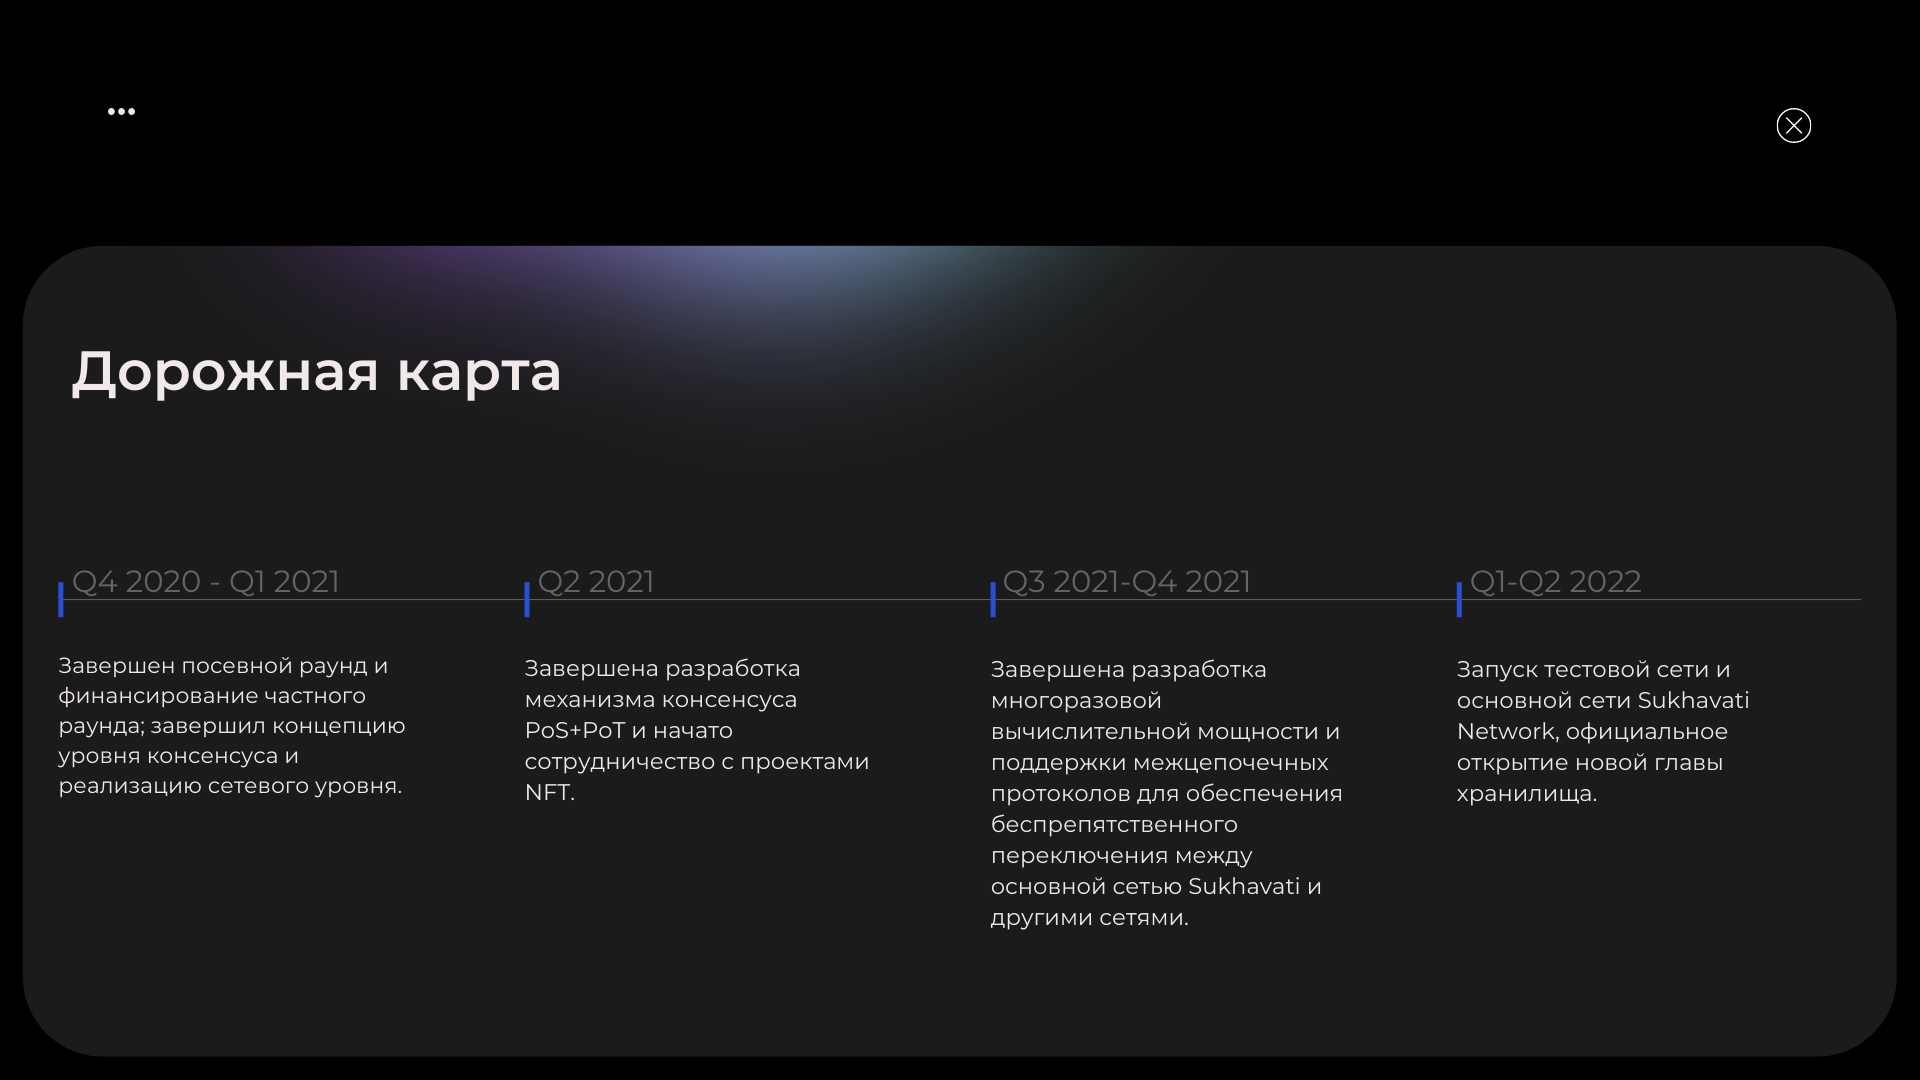 Дорожная карта
Q4 2020 - Q1 2021
Завершен посевной раунд и
финансирование частного
раунда; завершил концепцию
уровня консенсуса и
реализацию сетевого уровня.
Q2 2021
Завершена разработка
механизма консенсуса
PoS+PoT и начато
сотрудничество с проектами
NFT.
Q3 2021-Q4 2021
Завершена разработка
многоразовой
вычислительной мощности и
поддержки межцепочечных
протоколов для обеспечения
беспрепятственного
переключения между
основной сетью Sukhavati и
другими сетями.
Q1-Q2 2022
Запуск тестовой сети и
основной сети Sukhavati
Network, официальное
открытие новой главы
хранилища.